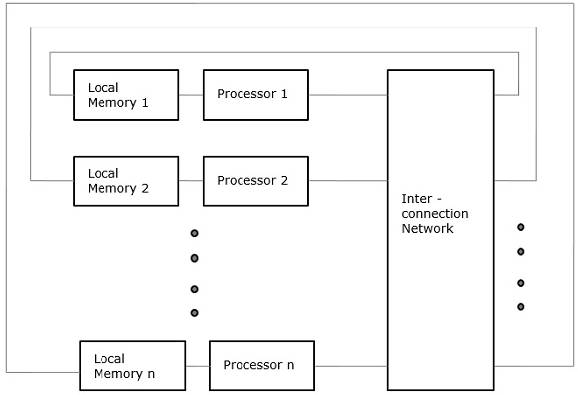 Local
Memory 1
Processor 1
Local
Memory 2
Processor 2
Inter -
connection
Network
Local
Memory n
Processor n